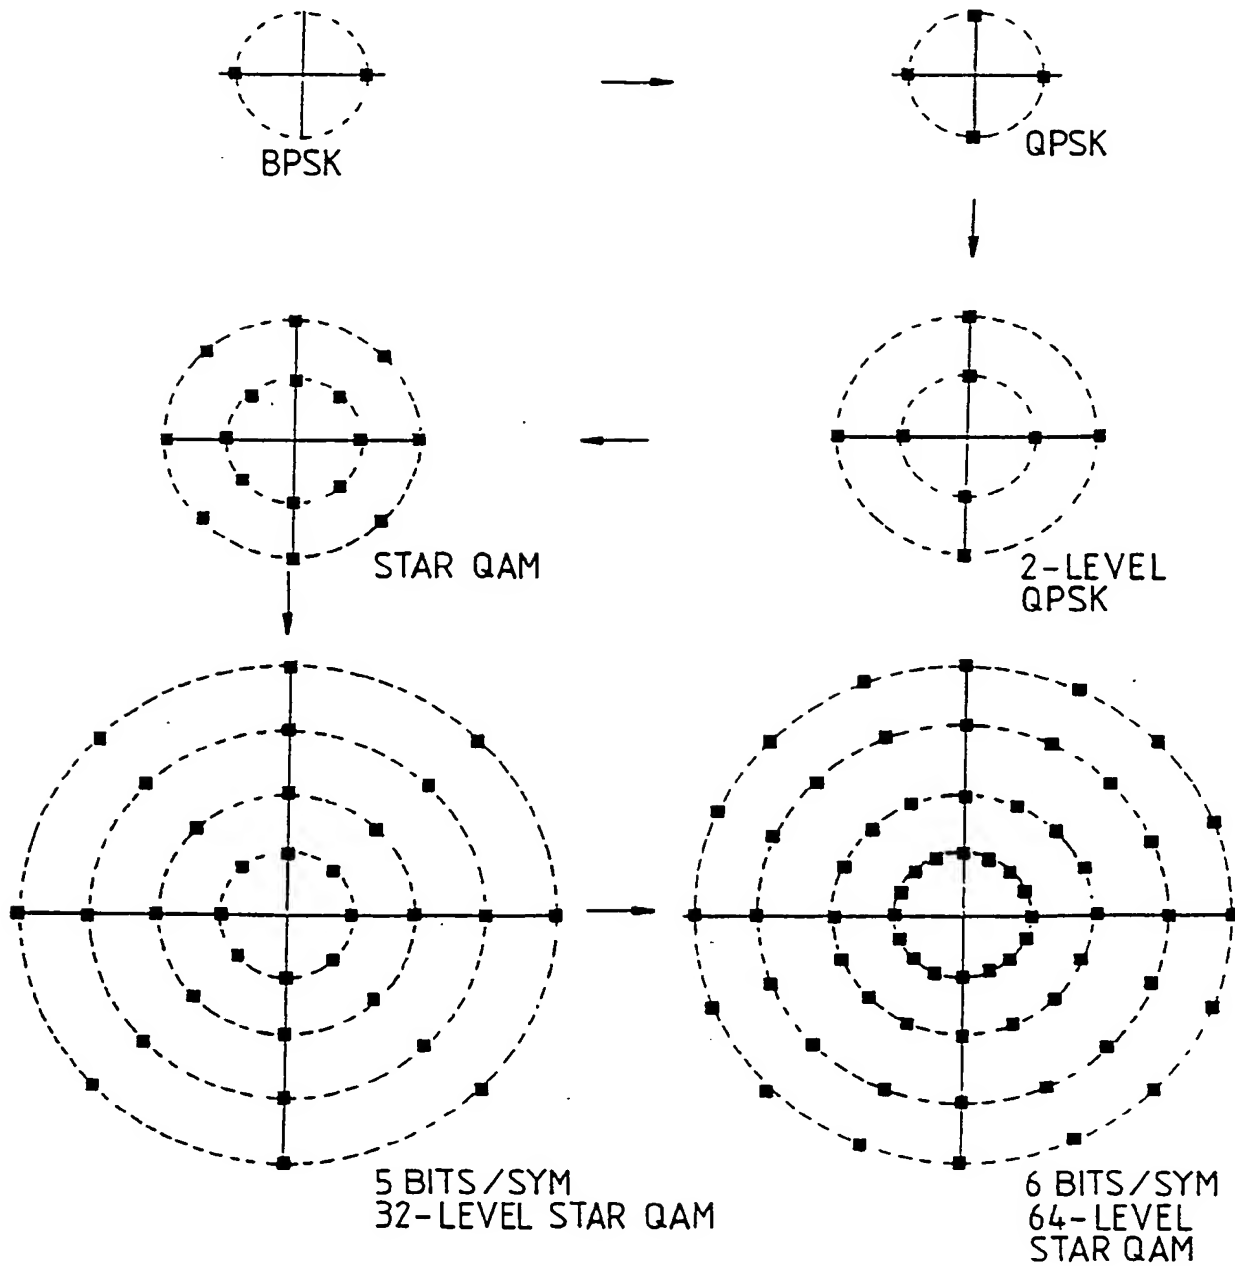 BPSK
QPSK
STAR QAM
2-LEVEL
QPSK
5 BITS/SYM
32-LEVEL STAR QAM
6 BITS/SYM
64-LEVEL
STAR QAM